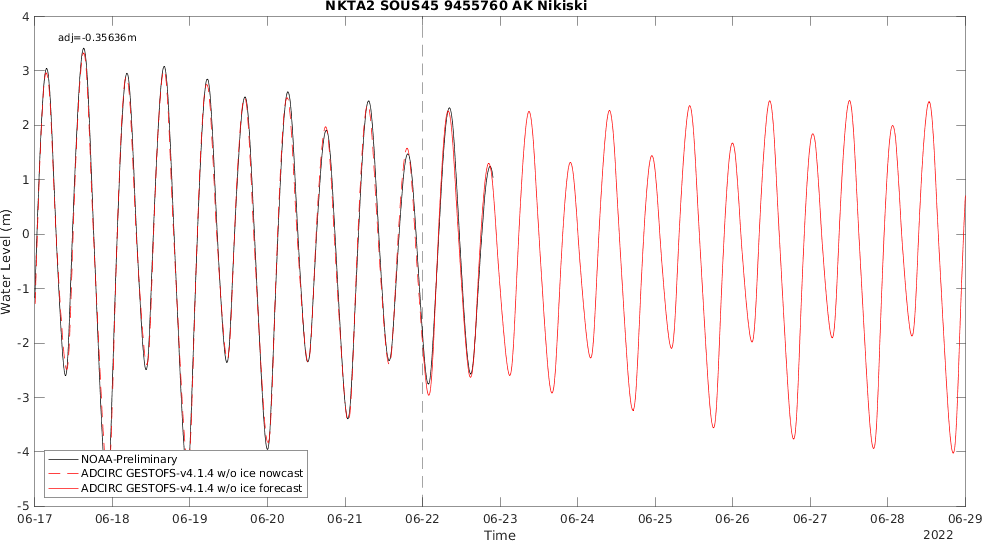 NKTA2 SOUS45 9455760 AK Nikiski
adj=-0.35636m
4
3
2
1
0
-1
-2
-3
-4
-5
Water Level (m)
NOAA-Preliminary
ADCIRC GESTOFS-v4.1.4 w/o ice nowcast
ADCIRC GESTOFS-v4.1.4 w/o ice forecast
06-17 06-18 06-19 06-20 06-21 06-22 06-23 06-24 06-25 06-26 06-27 06-28 06-29
Time
2022